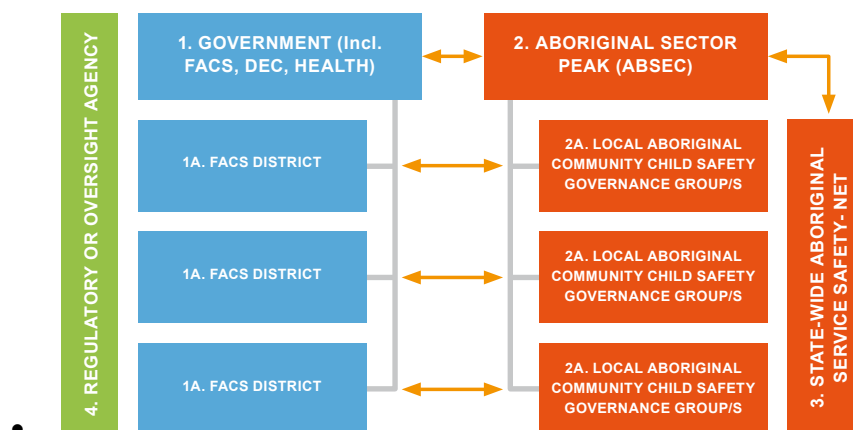 4. REGULATORY OR OVERSIGHT AGENCY
1. GOVERNMENT (Incl.
FACS, DEC, HEALTH)
2. ABORIGINAL SECTOR
PEAK (ABSEC)
1A. FACS DISTRICT
2A. LOCAL ABORIGINAL
COMMUNITY CHILD SAFETY
GOVERNANCE GROUP/S
1A. FACS DISTRICT
2A. LOCAL ABORIGINAL
COMMUNITY CHILD SAFETY
GOVERNANCE GROUP/S
1A. FACS DISTRICT
2A. LOCAL ABORIGINAL
COMMUNITY CHILD SAFETY
GOVERNANCE GROUP/S
3. STATE-WIDE ABORIGINAL
SERVICE SAFETY- NET